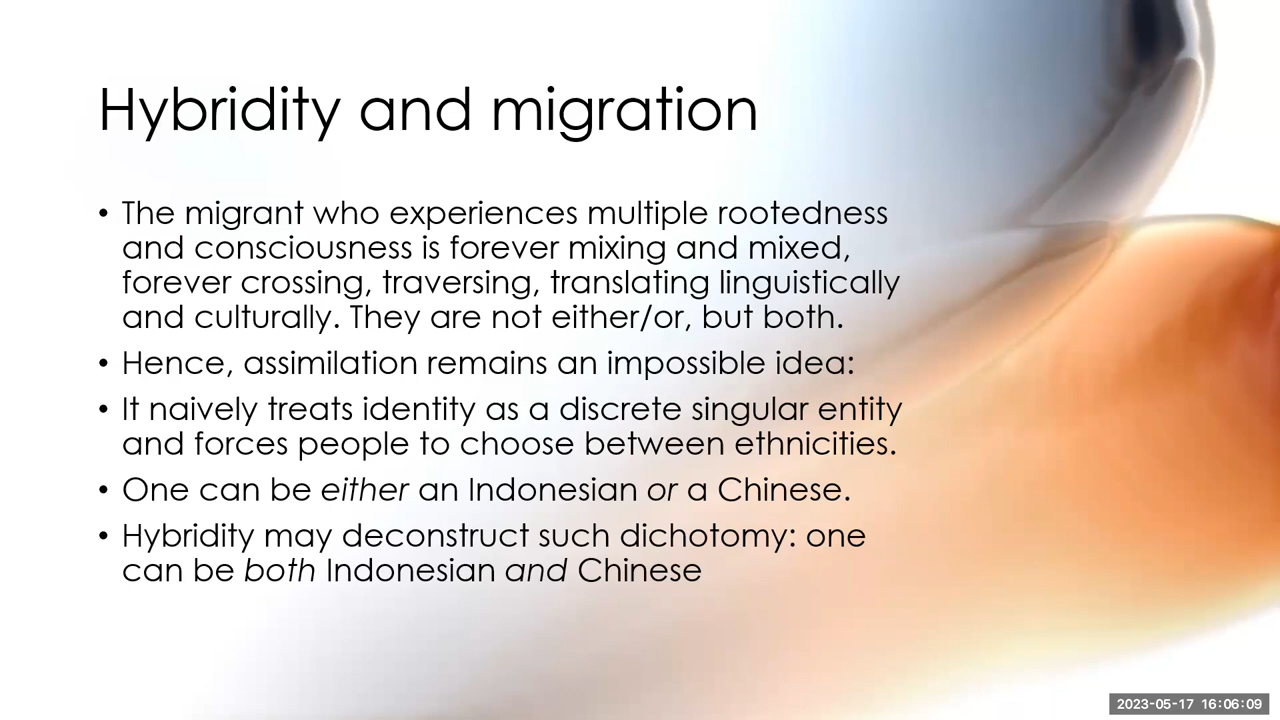 Hybridity and migration
• The migrant who experiences multiple rootedness
and consciousness is forever mixing and mixed,
forever crossing, traversing, translating linguistically
and culturally. They are not either/or, but both.
• Hence, assimilation remains an impossible idea:
• It naively treats identity as a discrete singular entity
and forces people to choose between ethnicities.
• One can be either an Indonesian or a Chinese.
• Hybridity may deconstruct such dichotomy: one
can be both Indonesian and Chinese
2023-05-17 16:06:09